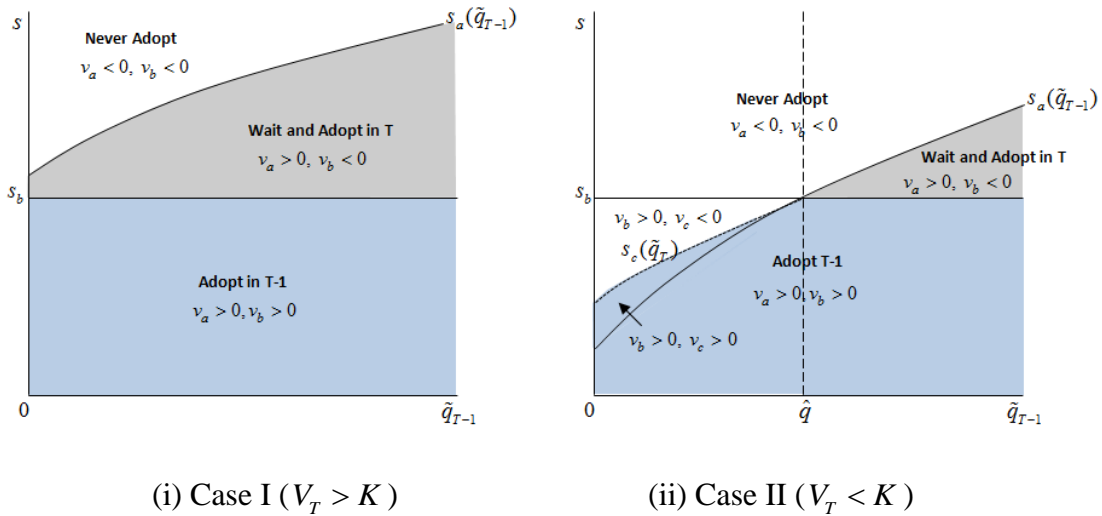 s
s_a(q̃_{T−1})
Never Adopt
v_a < 0, v_b < 0
Wait and Adopt in T
v_a > 0, v_b < 0
s_b
Adopt in T-1
v_a > 0, v_b > 0
0
q̃_{T−1}
(i) Case I (V_T > K)
s
Never Adopt
v_a < 0, v_b < 0
s_a(q̃_{T−1})
Wait and Adopt in T
v_a > 0, v_b < 0
s_b
v_b > 0, v_c < 0
s_c(q̃_T)
Adopt T-1
v_a > 0, v_b > 0
v_b > 0, v_c > 0
0
q̂
q̃_{T−1}
(ii) Case II (V_T < K)